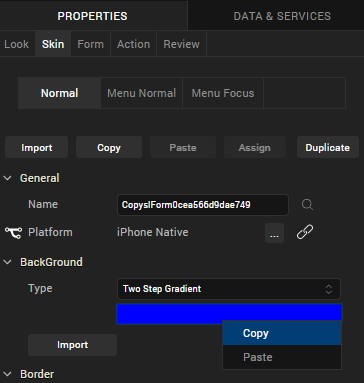 PROPERTIES DATA & SERVICES
Look Skin Form Action Review
Normal Menu Normal Menu Focus
Import Copy Paste Assign Duplicate
General
Name CopyslForm0cea566d9dae749
Platform iPhone Native ...
BackGround
Type Two Step Gradient
Copy
Import Paste
Border